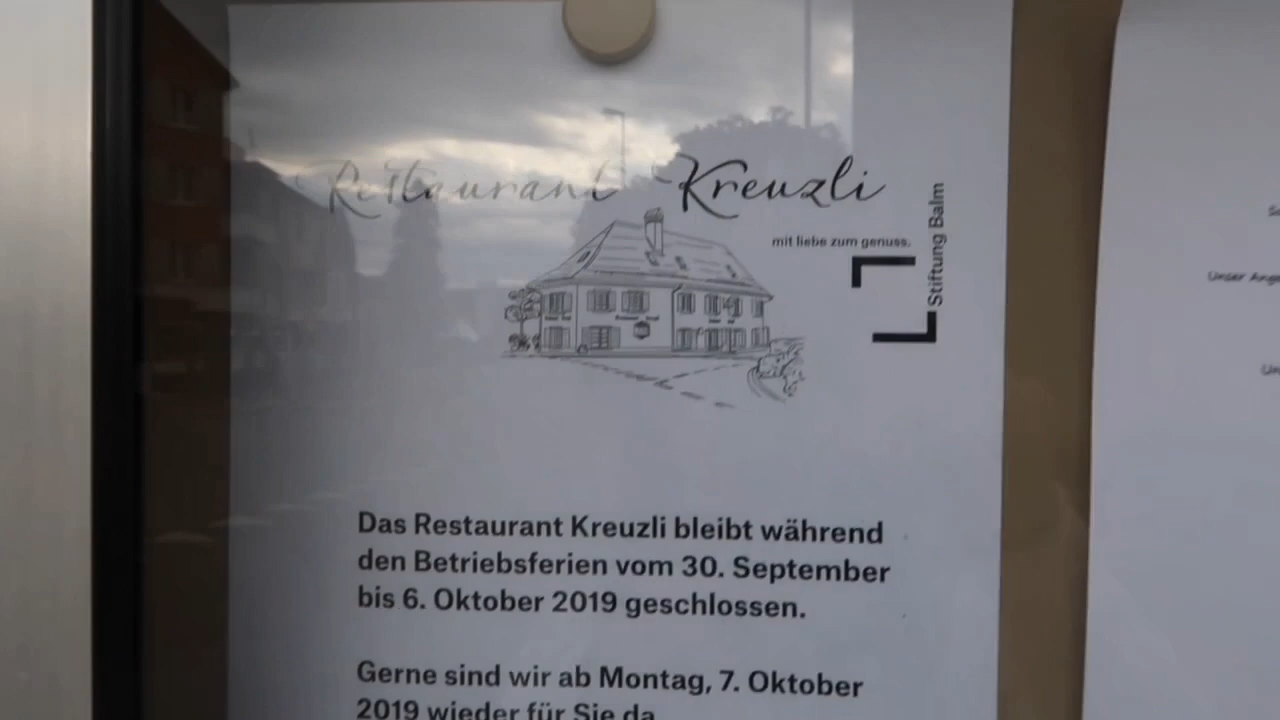 Restaurant Kreuzli
mit liebe zum genuss.
Stiftung Balm
Das Restaurant Kreuzli bleibt während
den Betriebsferien vom 30. September
bis 6. Oktober 2019 geschlossen.
Gerne sind wir ab Montag, 7. Oktober
2019 wieder für Sie da.
Unser